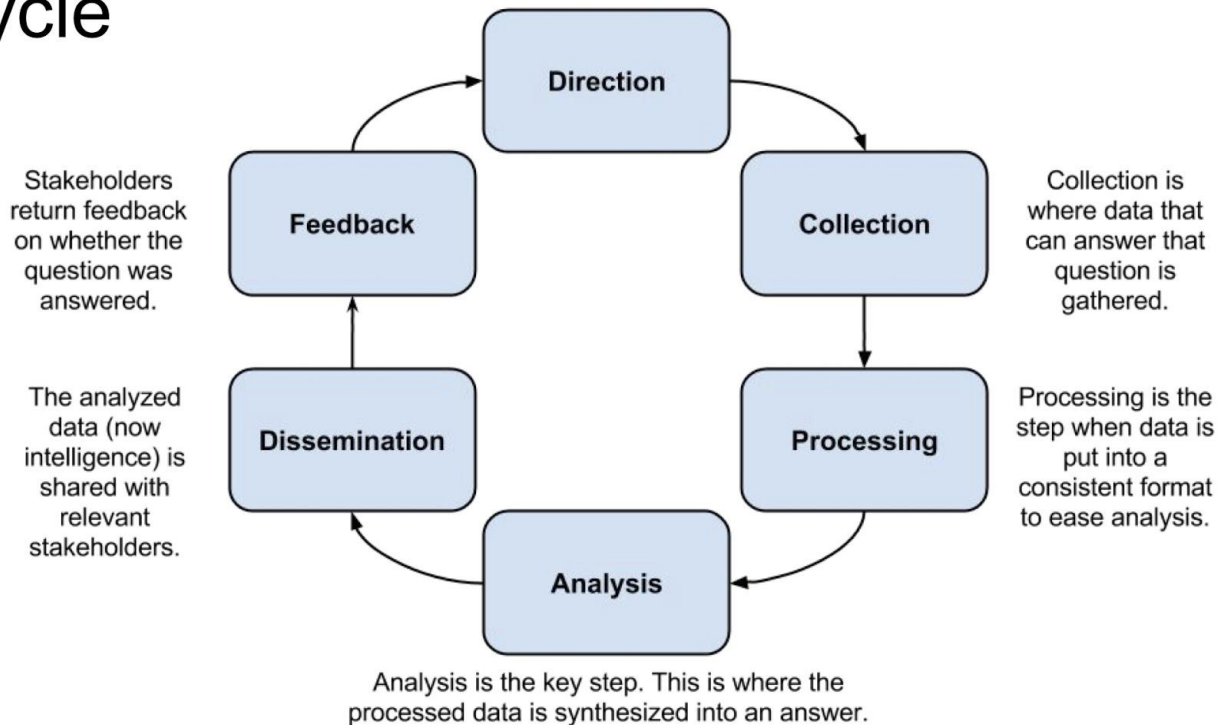 ycle
Direction
Stakeholders
return feedback
on whether the
question was
answered.
Feedback
Collection
Collection is
where data that
can answer that
question is
gathered.
The analyzed
data (now
intelligence) is
shared with
relevant
stakeholders.
Dissemination
Processing
Processing is the
step when data is
put into a
consistent format
to ease analysis.
Analysis
Analysis is the key step. This is where the
processed data is synthesized into an answer.